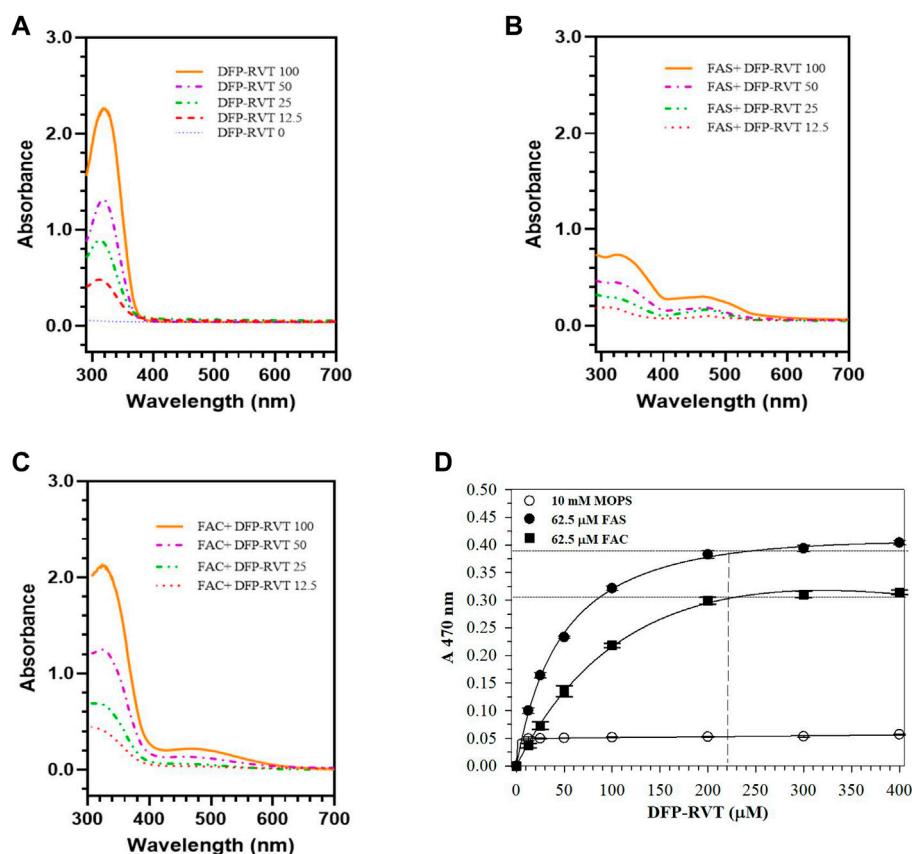 A
3.0
2.0
1.0
0.0
Absorbance
300 400 500 600 700
Wavelength (nm)
DFP-RVT 100
DFP-RVT 50
DFP-RVT 25
DFP-RVT 12.5
DFP-RVT 0
B
3.0
2.0
1.0
0.0
Absorbance
300 400 500 600 700
Wavelength (nm)
FAS+ DFP-RVT 100
FAS+ DFP-RVT 50
FAS+ DFP-RVT 25
FAS+ DFP-RVT 12.5
C
3.0
2.0
1.0
0.0
Absorbance
300 400 500 600 700
Wavelength (nm)
FAC+ DFP-RVT 100
FAC+ DFP-RVT 50
FAC+ DFP-RVT 25
FAC+ DFP-RVT 12.5
D
0.50
0.45
0.40
0.35
0.30
0.25
0.20
0.15
0.10
0.05
0.00
A 470 nm
0 50 100 150 200 250 300 350 400
DFP-RVT (μM)
10 mM MOPS
62.5 μM FAS
62.5 μM FAC